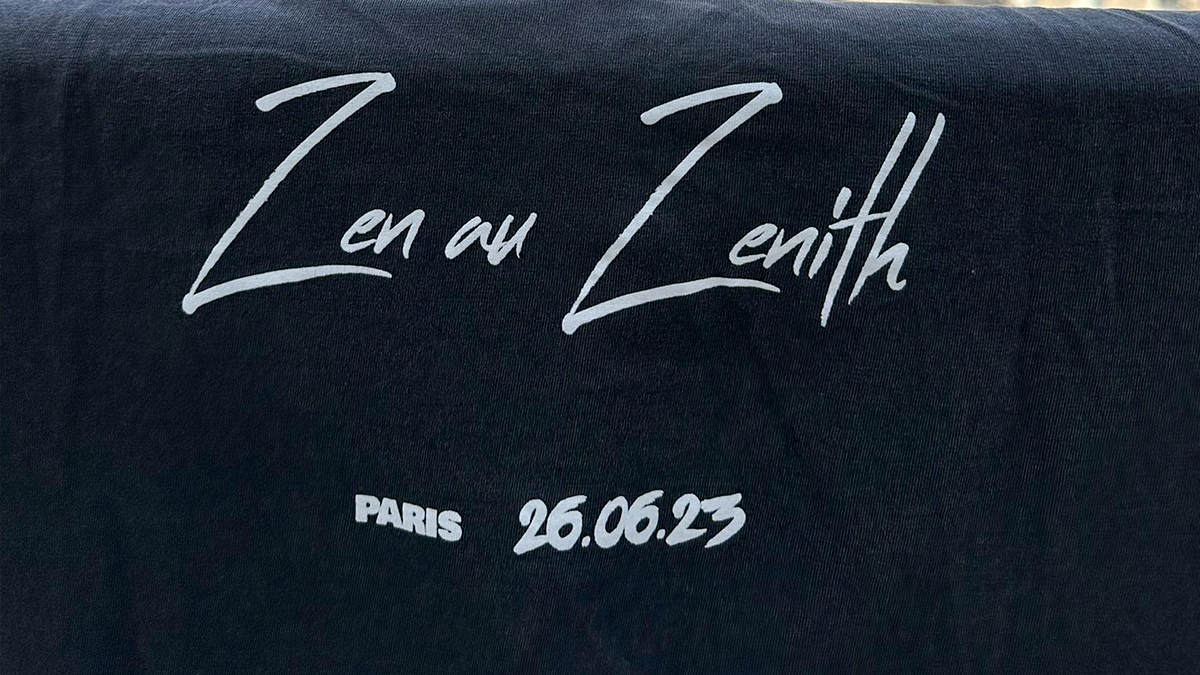 Zen au Zenith
PARIS 26.06.23